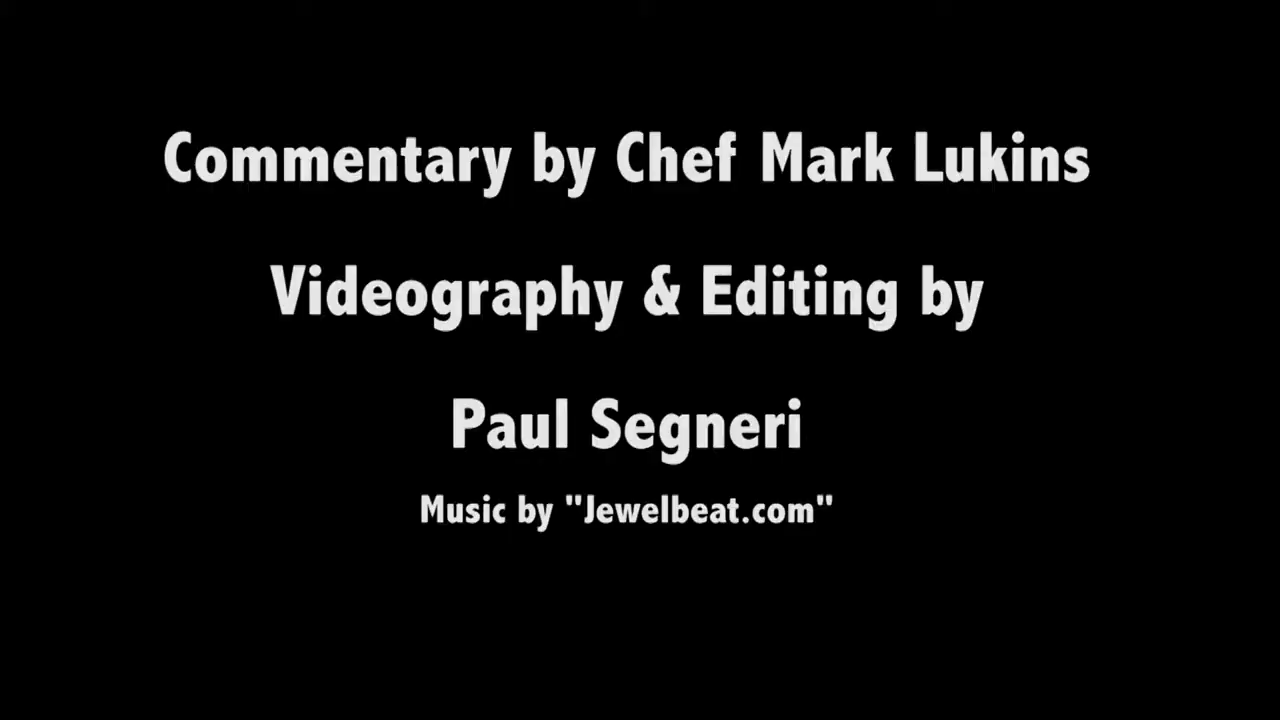 Commentary by Chef Mark Lukins
Videography & Editing by
Paul Segneri
Music by "Jewelbeat.com"